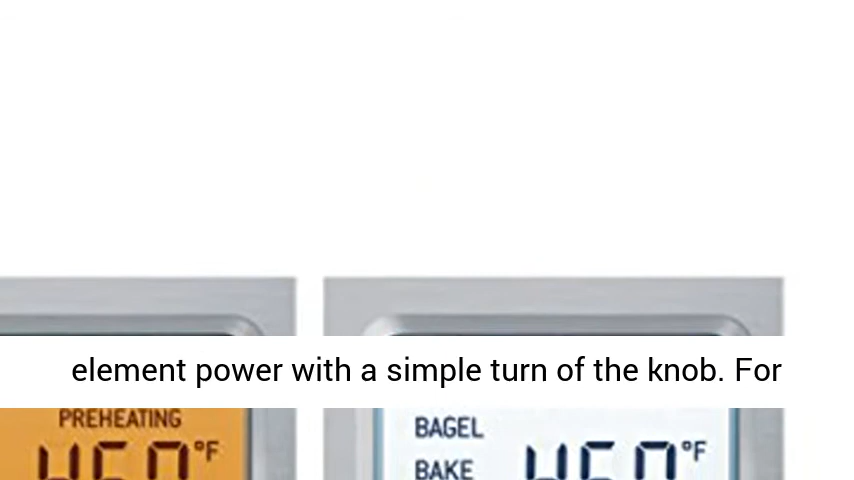 element power with a simple turn of the knob. For
PREHEATING
°F
BAGEL
BAKE
°F